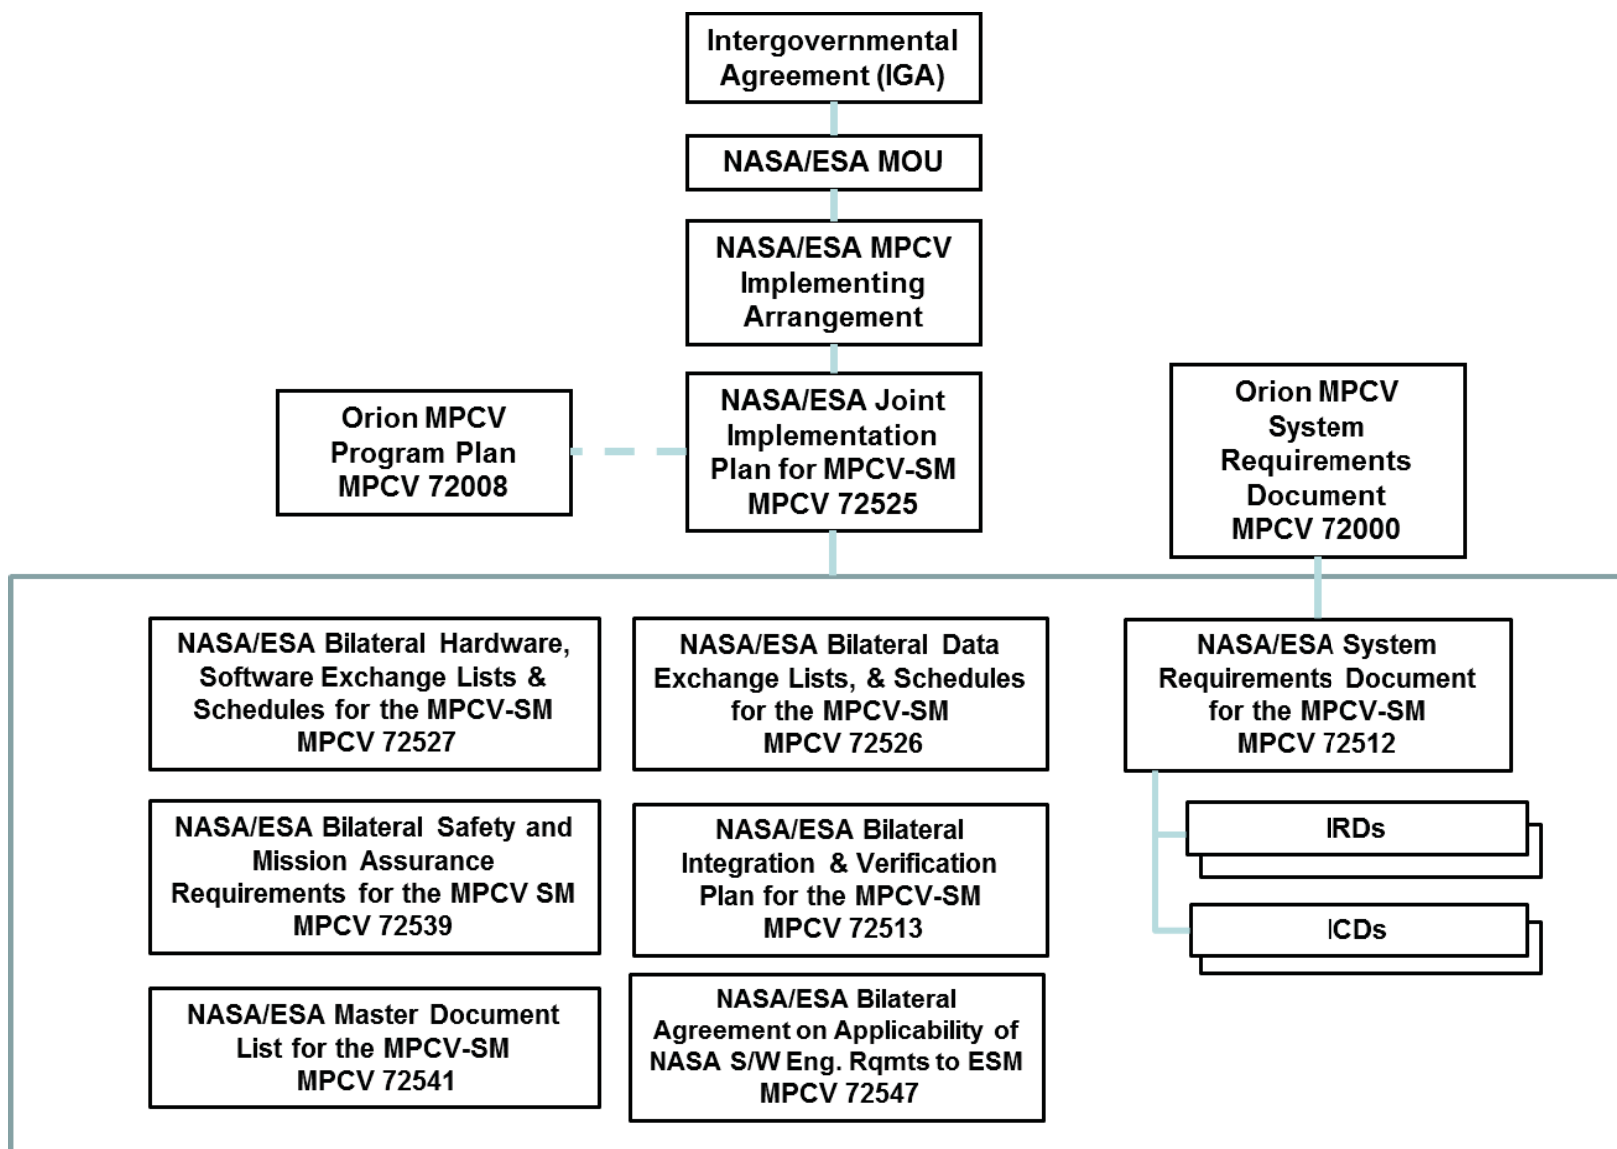 Intergovernmental
Agreement (IGA)
NASA/ESA MOU
NASA/ESA MPCV
Implementing
Arrangement
Orion MPCV
Program Plan
MPCV 72008
NASA/ESA Joint
Implementation
Plan for MPCV-SM
MPCV 72525
Orion MPCV
System
Requirements
Document
MPCV 72000
NASA/ESA Bilateral Hardware,
Software Exchange Lists &
Schedules for the MPCV-SM
MPCV 72527
NASA/ESA Bilateral Data
Exchange Lists, & Schedules
for the MPCV-SM
MPCV 72526
NASA/ESA System
Requirements Document
for the MPCV-SM
MPCV 72512
NASA/ESA Bilateral Safety and
Mission Assurance
Requirements for the MPCV SM
MPCV 72539
NASA/ESA Bilateral
Integration & Verification
Plan for the MPCV-SM
MPCV 72513
IRDs
ICDs
NASA/ESA Master Document
List for the MPCV-SM
MPCV 72541
NASA/ESA Bilateral
Agreement on Applicability of
NASA S/W Eng. Rqmts to ESM
MPCV 72547